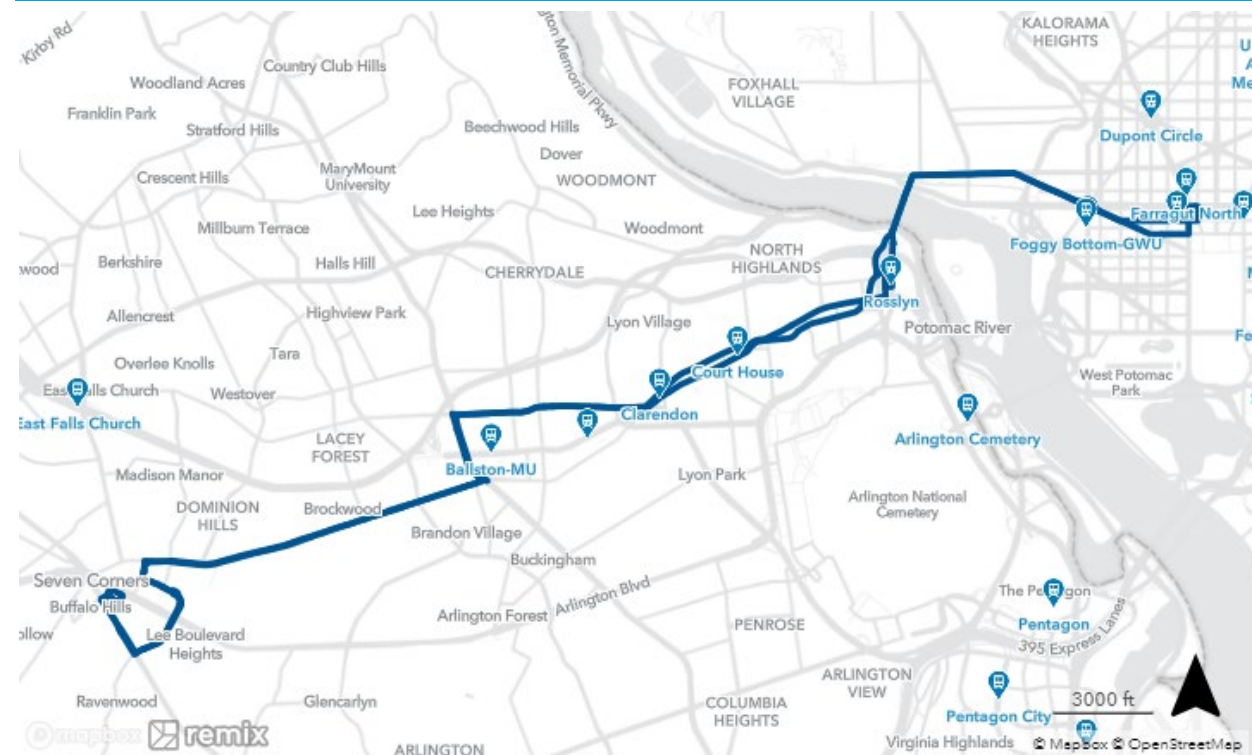 Kirby Rd
Country Club Hills
Woodland Acres
Franklin Park
Stratford Hills
Memorial Pkwy
KALORAMA
HEIGHTS
FOXHALL
VILLAGE
Dupont Circle
Beechwood Hills
Dover
WOODMONT
MaryMount
University
Crescent Hills
Lee Heights
Millburn Terrace
Woodmont
Farragut North
Foggy Bottom-GWU
Berkshire
Halls Hill
CHERRYDALE
NORTH
HIGHLANDS
Rosslyn
Allencrest
Highview Park
Lyon Village
Potomac River
Overlee Knolls
Tara
Court House
West Potomac
Park
Westover
Clarendon
East Falls Church
LACEY
FOREST
Arlington Cemetery
Ballston-MU
Madison Manor
Lyon Park
DOMINION
HILLS
Brockwood
Arlington National
Cemetery
Brandon Village
Buckingham
Seven Corners
Buffalo Hills
Arlington Forest
Arlington Blvd
Lee Boulevard
Heights
PENROSE
Pentagon
395 Express Lanes
ARLINGTON
VIEW
Ravenwood
Glencarlyn
COLUMBIA
HEIGHTS
3000 ft
Pentagon City
mapbox remix
ARLINGTON
Virginia Highlands
© Mapbox © OpenStreetMap